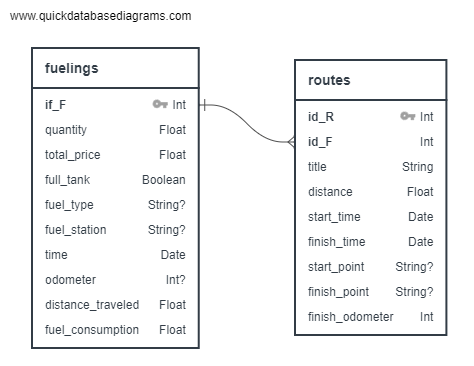 www.quickdatabasediagrams.com
fuelings
if_F Int
quantity Float
total_price Float
full_tank Boolean
fuel_type String?
fuel_station String?
time Date
odometer Int?
distance_traveled Float
fuel_consumption Float
routes
id_R Int
id_F Int
title String
distance Float
start_time Date
finish_time Date
start_point String?
finish_point String?
finish_odometer Int